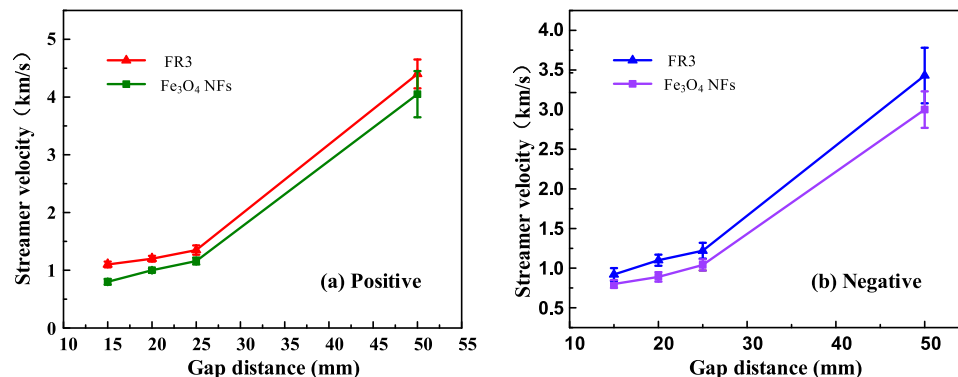 Streamer velocity (km/s)
5
4
3
2
1
0
FR3
Fe₃O₄ NFs
(a) Positive
10 15 20 25 30 35 40 45 50 55
Gap distance (mm)
Streamer velocity (km/s)
4.0
3.5
3.0
2.5
2.0
1.5
1.0
0.5
FR3
Fe₃O₄ NFs
(b) Negative
10 20 30 40 50
Gap distance (mm)